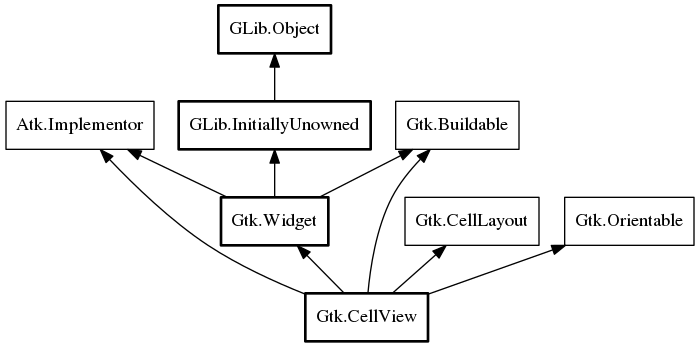 GLib.Object
Atk.Implementor
GLib.InitiallyUnowned
Gtk.Buildable
Gtk.Widget
Gtk.CellLayout
Gtk.Orientable
Gtk.CellView